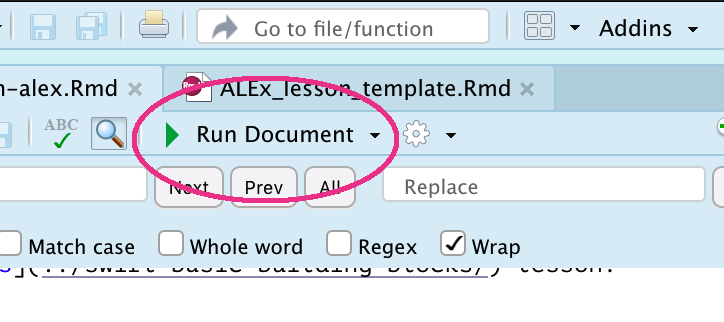 Go to file/function
Addins
n-alex.Rmd
ALEx_lesson_template.Rmd
ABC
Run Document
Next Prev All Replace
Match case Whole word Regex Wrap
s](../swift-basic-building-blocks/) lesson.